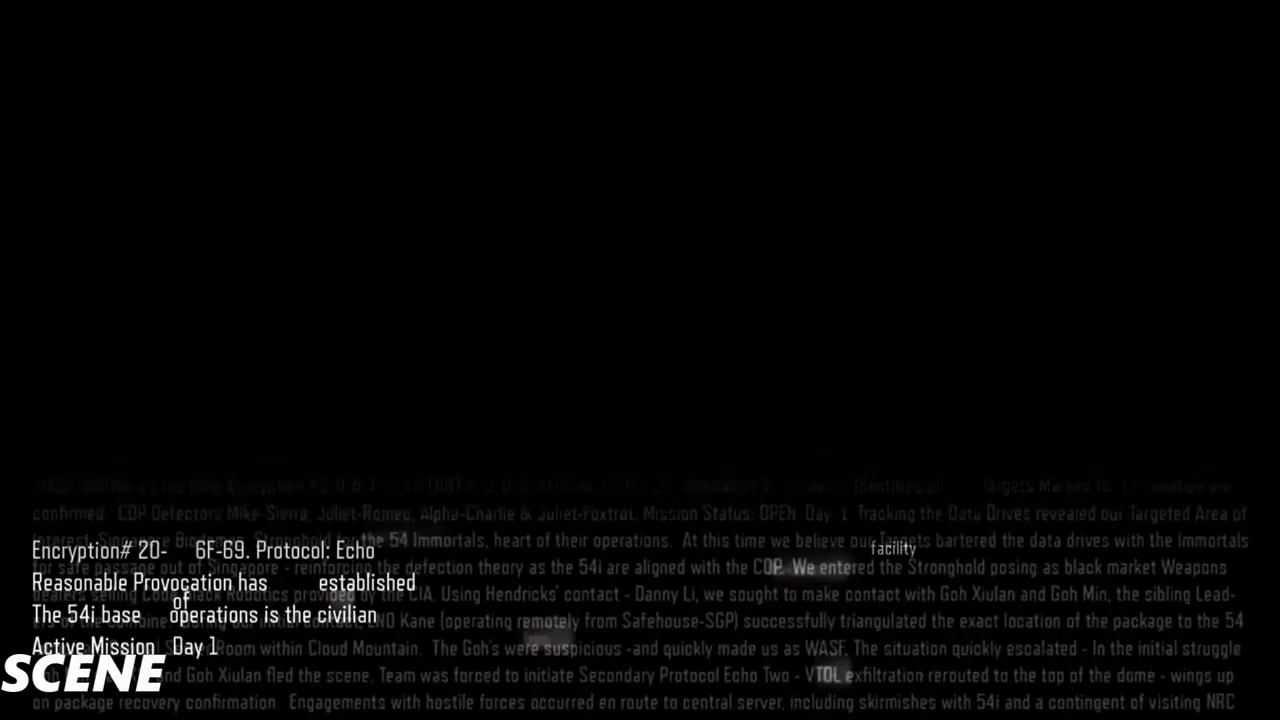 confirmed. CDP Defectors Mike-Sierra, Juliet-Romeo, Alpha-Charlie & Juliet-Foxtrot. Mission Status: OPEN. Day 1 Tracking the Data Drives revealed our Targeted Area of
the 54 Immortals, heart of their operations. At this time we believe our Targets bartered the data drives with the Immortals
facility
Encryption# 20- 6F-69. Protocol: Echo
for safe passage out of Singapore - reinforcing the defection theory as the 54i are aligned with the CDP. We entered the Stronghold posing as black market Weapons
Reasonable Provocation has established
dealers selling provided by the CIA. Using Hendricks' contact - Danny Li, we sought to make contact with Goh Xiulan and Goh Min, the sibling Lead-
of
The 54i base operations is the civilian
Kane (operating remotely from Safehouse-SGP) successfully triangulated the exact location of the package to the 54
Active Mission Day 1
Room within Cloud Mountain. The Goh's were suspicious -and quickly made us as WASF. The situation quickly escalated - In the initial struggle
SCENE
and Goh Xiulan fled the scene. Team was forced to initiate Secondary Protocol Echo Two - VTOL exfiltration rerouted to the top of the dome - wings up
on package recovery confirmation. Engagements with hostile forces occurred en route to central server, including skirmishes with 54i and a contingent of visiting NRC